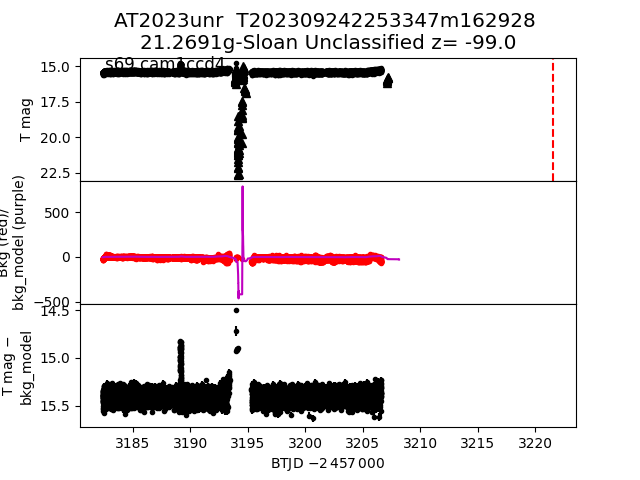 AT2023unr T202309242253347m162928
21.2691g-Sloan Unclassified z= -99.0
s69 cam1ccd4
15.0
17.5
20.0
22.5
T mag
500
0
−500
Bkg (red)/
bkg_model (purple)
14.5
15.0
15.5
T mag −
bkg_model
3185 3190 3195 3200 3205 3210 3215 3220
BTJD −2 457 000